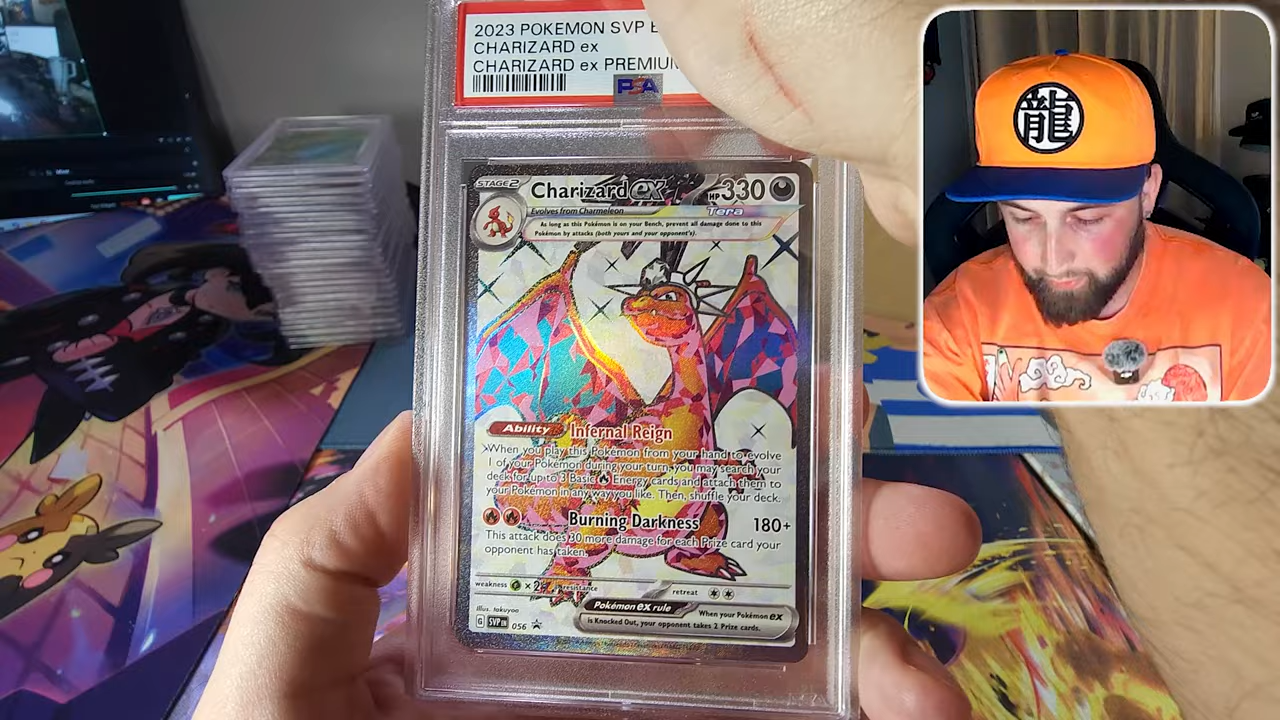 2023 POKEMON SVP
CHARIZARD ex
CHARIZARD ex PREMIUM
PSA
STAGE 2
Charizard ex
HP 330
Evolves from Charmeleon
Tera
As long as this Pokémon is on your Bench, prevent all damage done to this
Pokémon by attacks (both yours and your opponent's).
Ability Infernal Reign
When you play this Pokémon from your hand to evolve
1 of your Pokémon during your turn, you may search your
deck for up to 3 Basic Energy cards and attach them to
your Pokémon in any way you like. Then, shuffle your deck.
Burning Darkness 180+
This attack does 30 more damage for each Prize card your
opponent has taken.
weakness ×2 resistance retreat
Pokémon ex rule
When your Pokémon ex
is Knocked Out, your opponent takes 2 Prize cards.
Illus. takuyoa
G SVP EN 056
龍